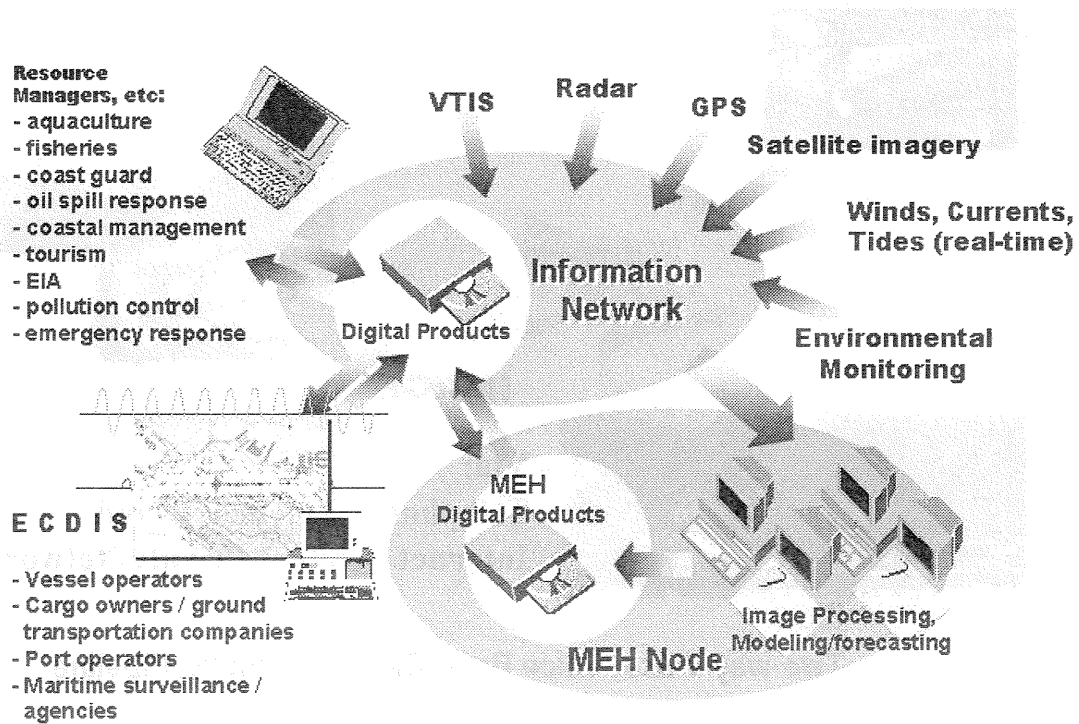 Resource
Managers, etc:
- aquaculture
- fisheries
- coast guard
- oil spill response
- coastal management
- tourism
- EIA
- pollution control
- emergency response
VTIS
Radar
GPS
Satellite imagery
Winds, Currents,
Tides (real-time)
Environmental
Monitoring
Information
Network
Digital Products
E C D I S
- Vessel operators
- Cargo owners / ground
transportation companies
- Port operators
- Maritime surveillance /
agencies
MEH
Digital Products
Image Processing,
Modeling/forecasting
MEH Node